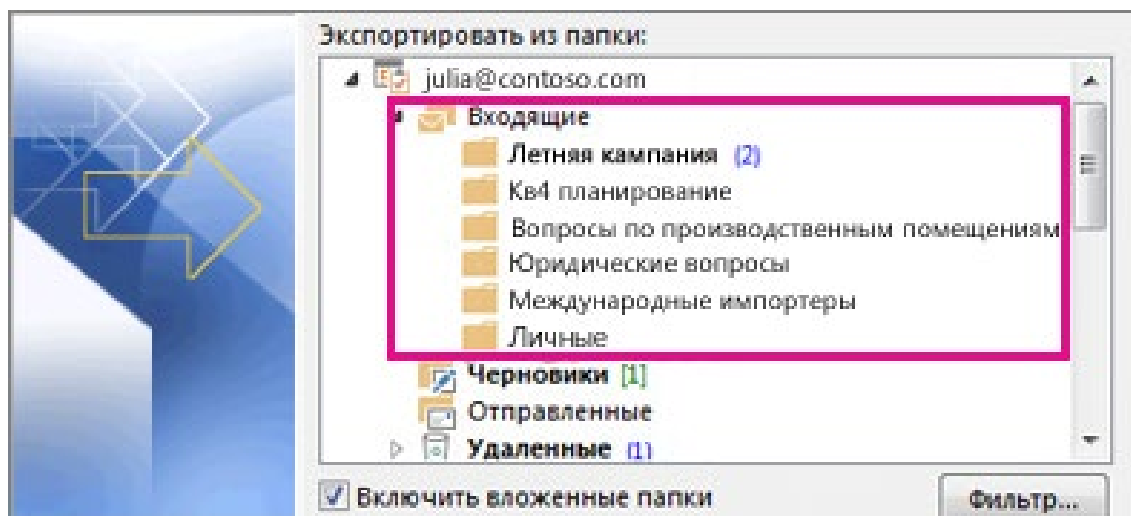 Экспортировать из папки:
julia@contoso.com
Входящие
Летняя кампания (2)
Кв4 планирование
Вопросы по производственным помещениям
Юридические вопросы
Международные импортеры
Личные
Черновики [1]
Отправленные
Удаленные (1)
Включить вложенные папки
Фильтр...